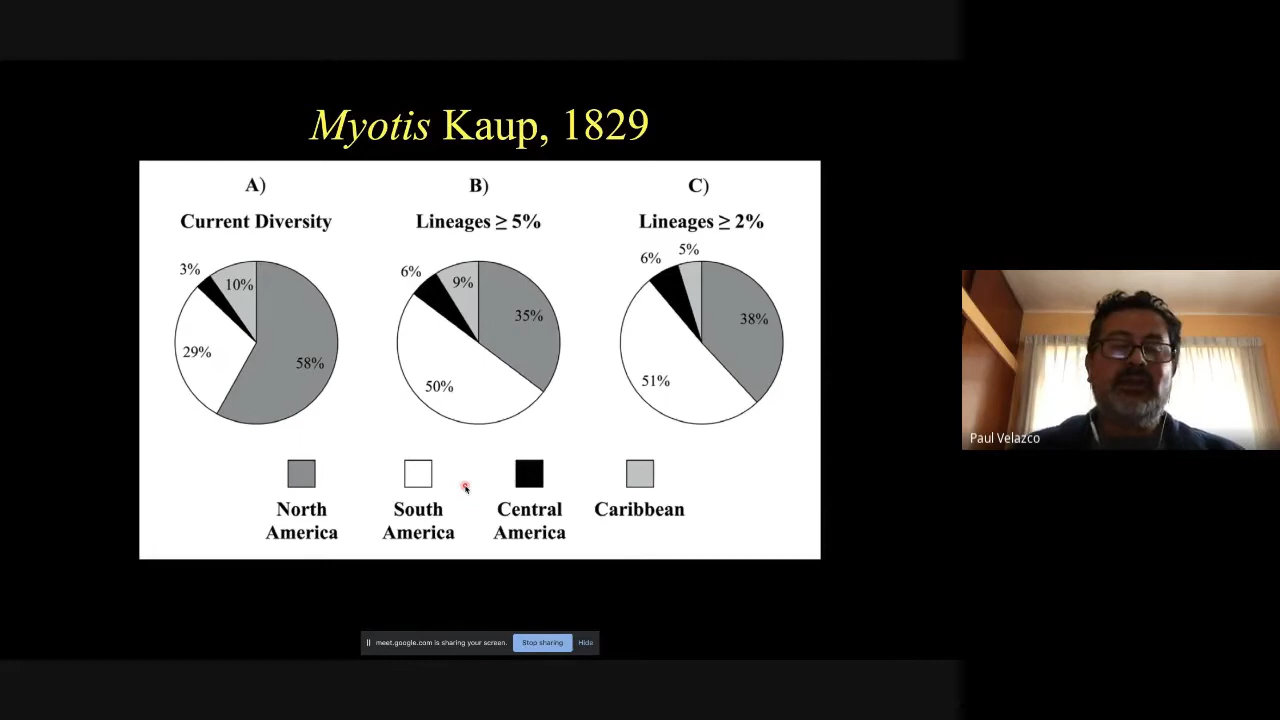 Myotis Kaup, 1829
A)
B)
C)
Current Diversity
Lineages ≥ 5%
Lineages ≥ 2%
3%
10%
29%
58%
6%
9%
35%
50%
6%
5%
38%
51%
North
America
South
America
Central
America
Caribbean
Paul Velazco
meet.google.com is sharing your screen.
Stop sharing
Hide